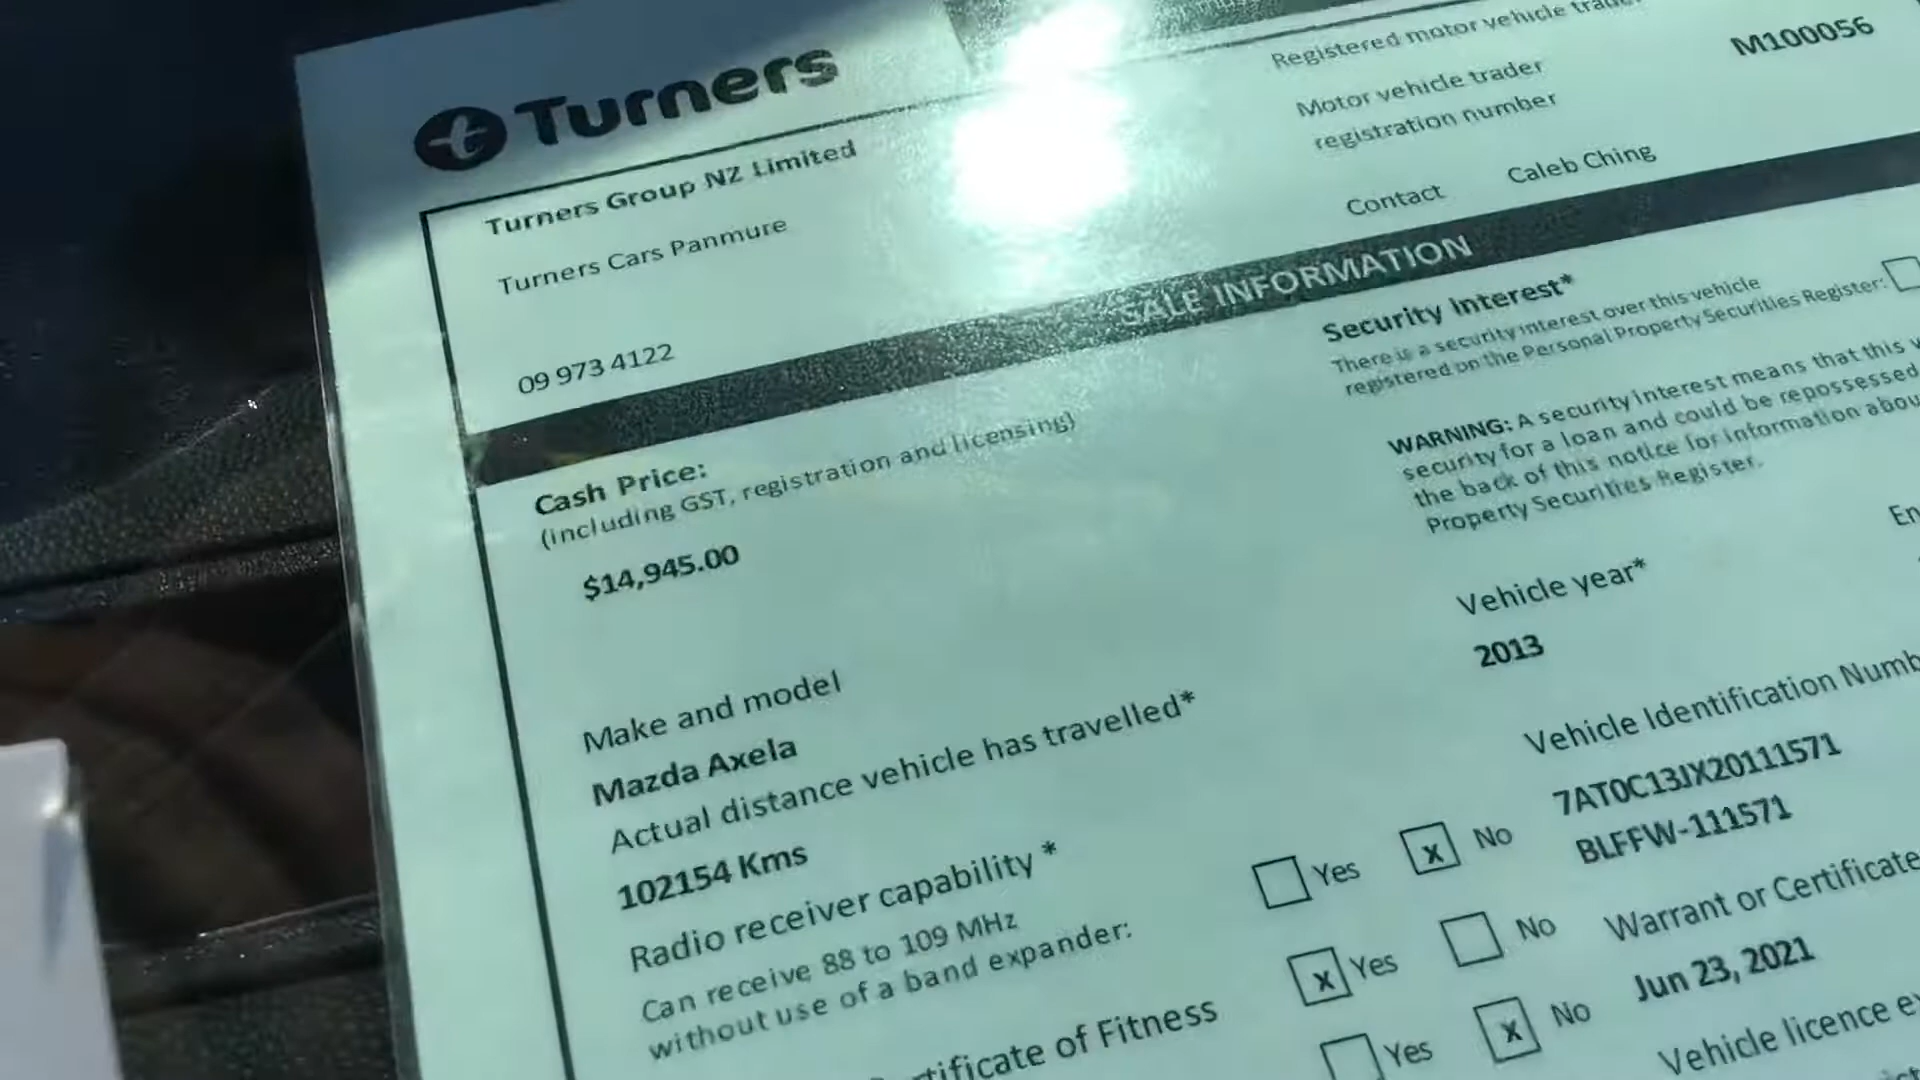 Turners
Registered motor vehicle trader
Turners Group NZ Limited
Motor vehicle trader
registration number
M100056
Turners Cars Panmure
Contact Caleb Ching
09 973 4122
SALE INFORMATION
Cash Price:
(including GST, registration and licensing)
$14,945.00
Security Interest*
There is a security interest over this vehicle
registered on the Personal Property Securities Register:
WARNING: A security interest means that this
security for a loan and could be repossessed
the back of this notice for information
Property Securities Register.
Make and model
Mazda Axela
Vehicle year*
2013
Actual distance vehicle has travelled*
102154 Kms
Vehicle Identification
7AT0C13JX20111571
BLFFW-111571
Radio receiver capability *
Can receive 88 to 109 MHz
without use of a band expander:
Yes x No
x Yes No
Yes x No
Warrant or Certificate
Jun 23, 2021
of Fitness
Vehicle licence